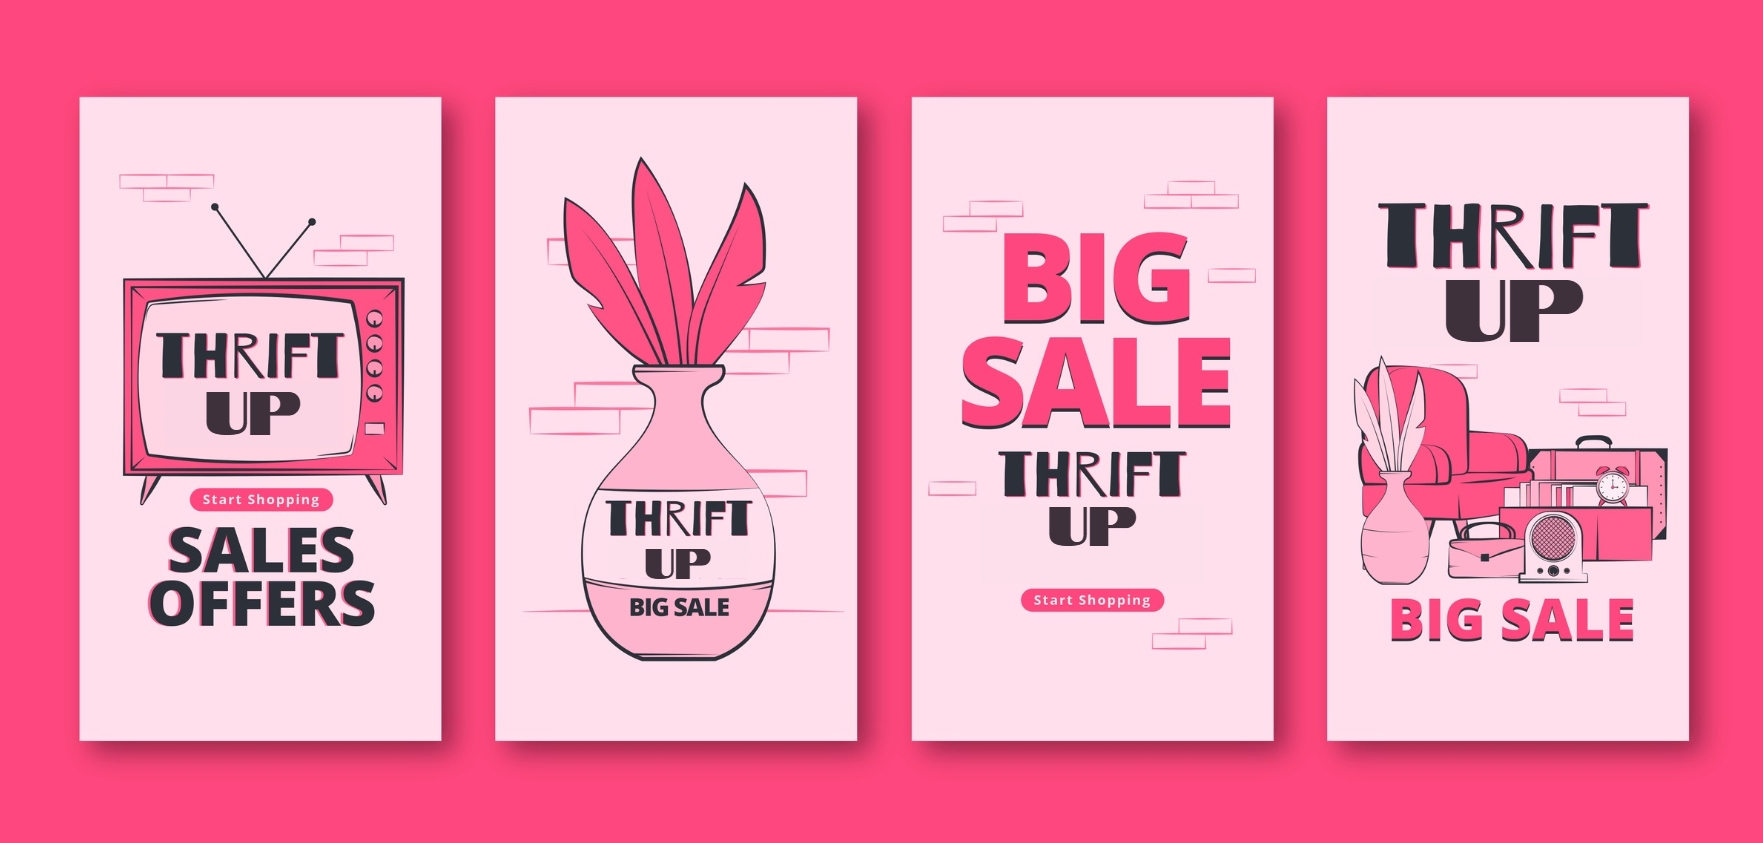 THRIFT
UP
Start Shopping
SALES
OFFERS
THRIFT
UP
BIG SALE
BIG
SALE
THRIFT
UP
Start Shopping
THRIFT
UP
BIG SALE